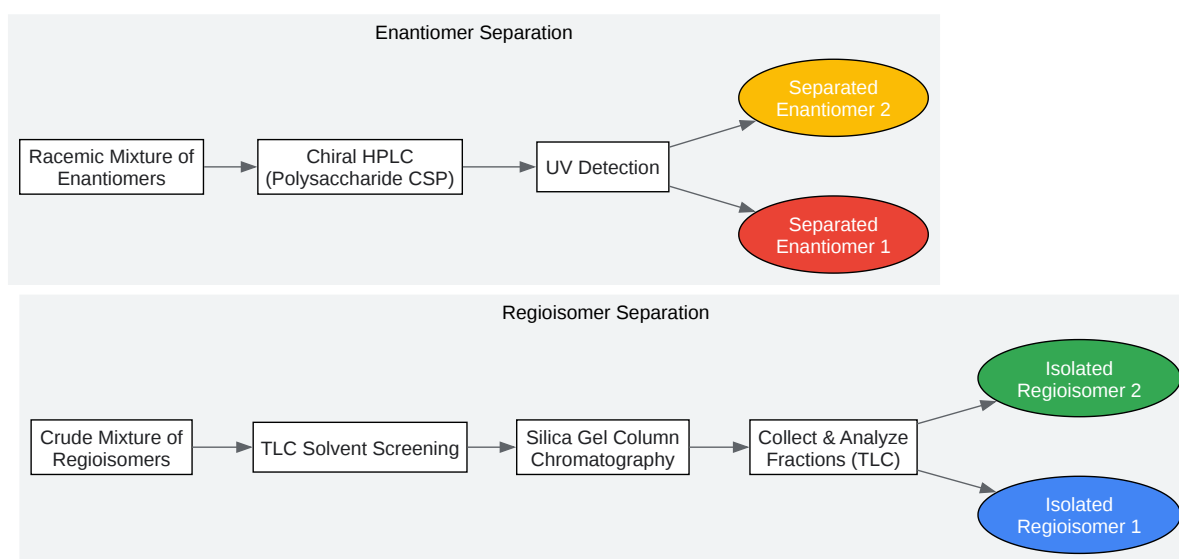 Enantiomer Separation
Racemic Mixture of
Enantiomers
Chiral HPLC
(Polysaccharide CSP)
UV Detection
Separated
Enantiomer 2
Separated
Enantiomer 1
Regioisomer Separation
Crude Mixture of
Regioisomers
TLC Solvent Screening
Silica Gel Column
Chromatography
Collect & Analyze
Fractions (TLC)
Isolated
Regioisomer 2
Isolated
Regioisomer 1